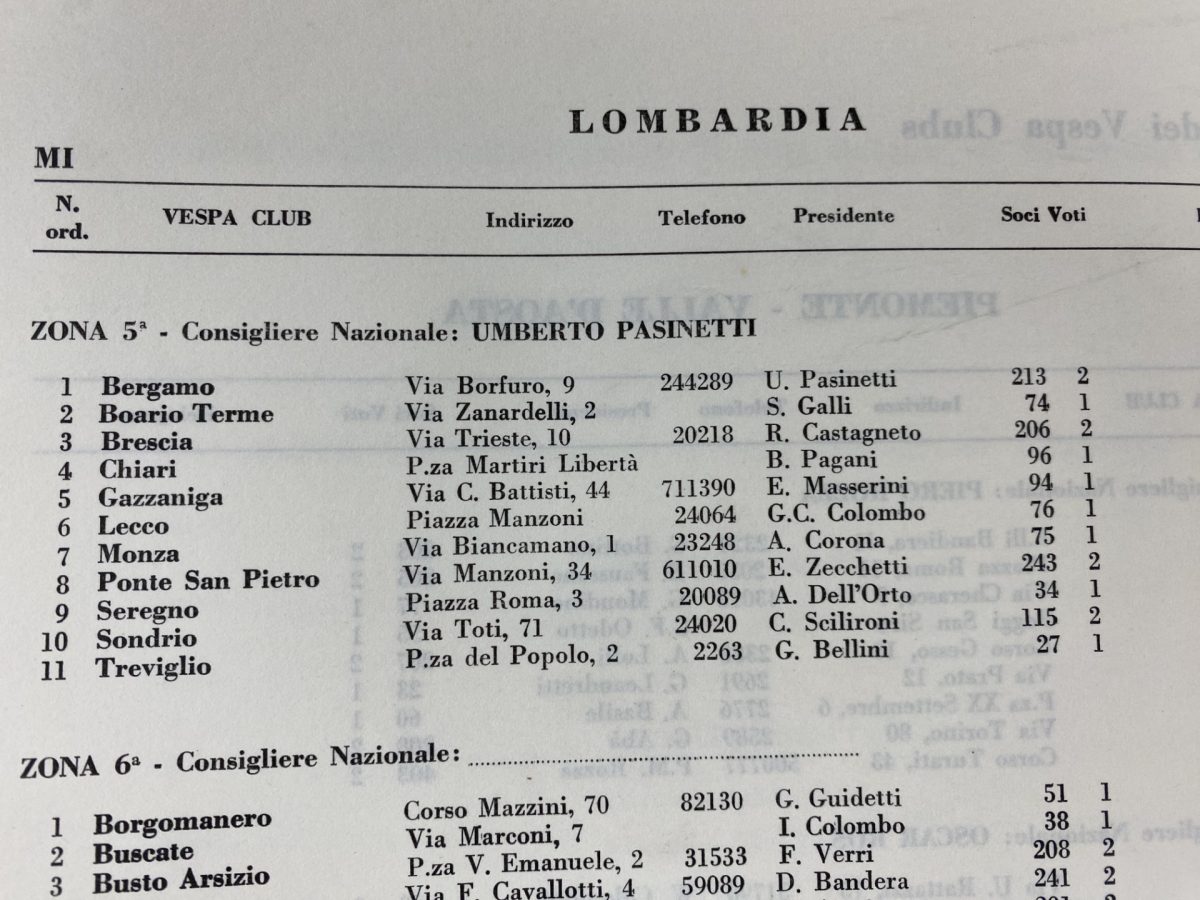 LOMBARDIA
MI
N. ord. VESPA CLUB Indirizzo Telefono Presidente Soci Voti
ZONA 5ª - Consigliere Nazionale: UMBERTO PASINETTI
1 Bergamo Via Borfuro, 9 244289 U. Pasinetti 213 2
2 Boario Terme Via Zanardelli, 2 S. Galli 74 1
3 Brescia Via Trieste, 10 20218 R. Castagneto 206 2
4 Chiari P.za Martiri Libertà B. Pagani 96 1
5 Gazzaniga Via C. Battisti, 44 711390 E. Masserini 94 1
6 Lecco Piazza Manzoni 24064 G.C. Colombo 76 1
7 Monza Via Biancamano, 1 23248 A. Corona 75 1
8 Ponte San Pietro Via Manzoni, 34 611010 E. Zecchetti 243 2
9 Seregno Piazza Roma, 3 20089 A. Dell'Orto 34 1
10 Sondrio Via Toti, 71 24020 C. Scilironi 115 2
11 Treviglio P.za del Popolo, 2 2263 G. Bellini 27 1
ZONA 6ª - Consigliere Nazionale:
1 Borgomanero Corso Mazzini, 70 82130 G. Guidetti 51 1
2 Buscate Via Marconi, 7 I. Colombo 38 1
3 Busto Arsizio P.za V. Emanuele, 2 31533 F. Verri 208 2
Via F. Cavallotti, 4 59089 D. Bandera 241 2